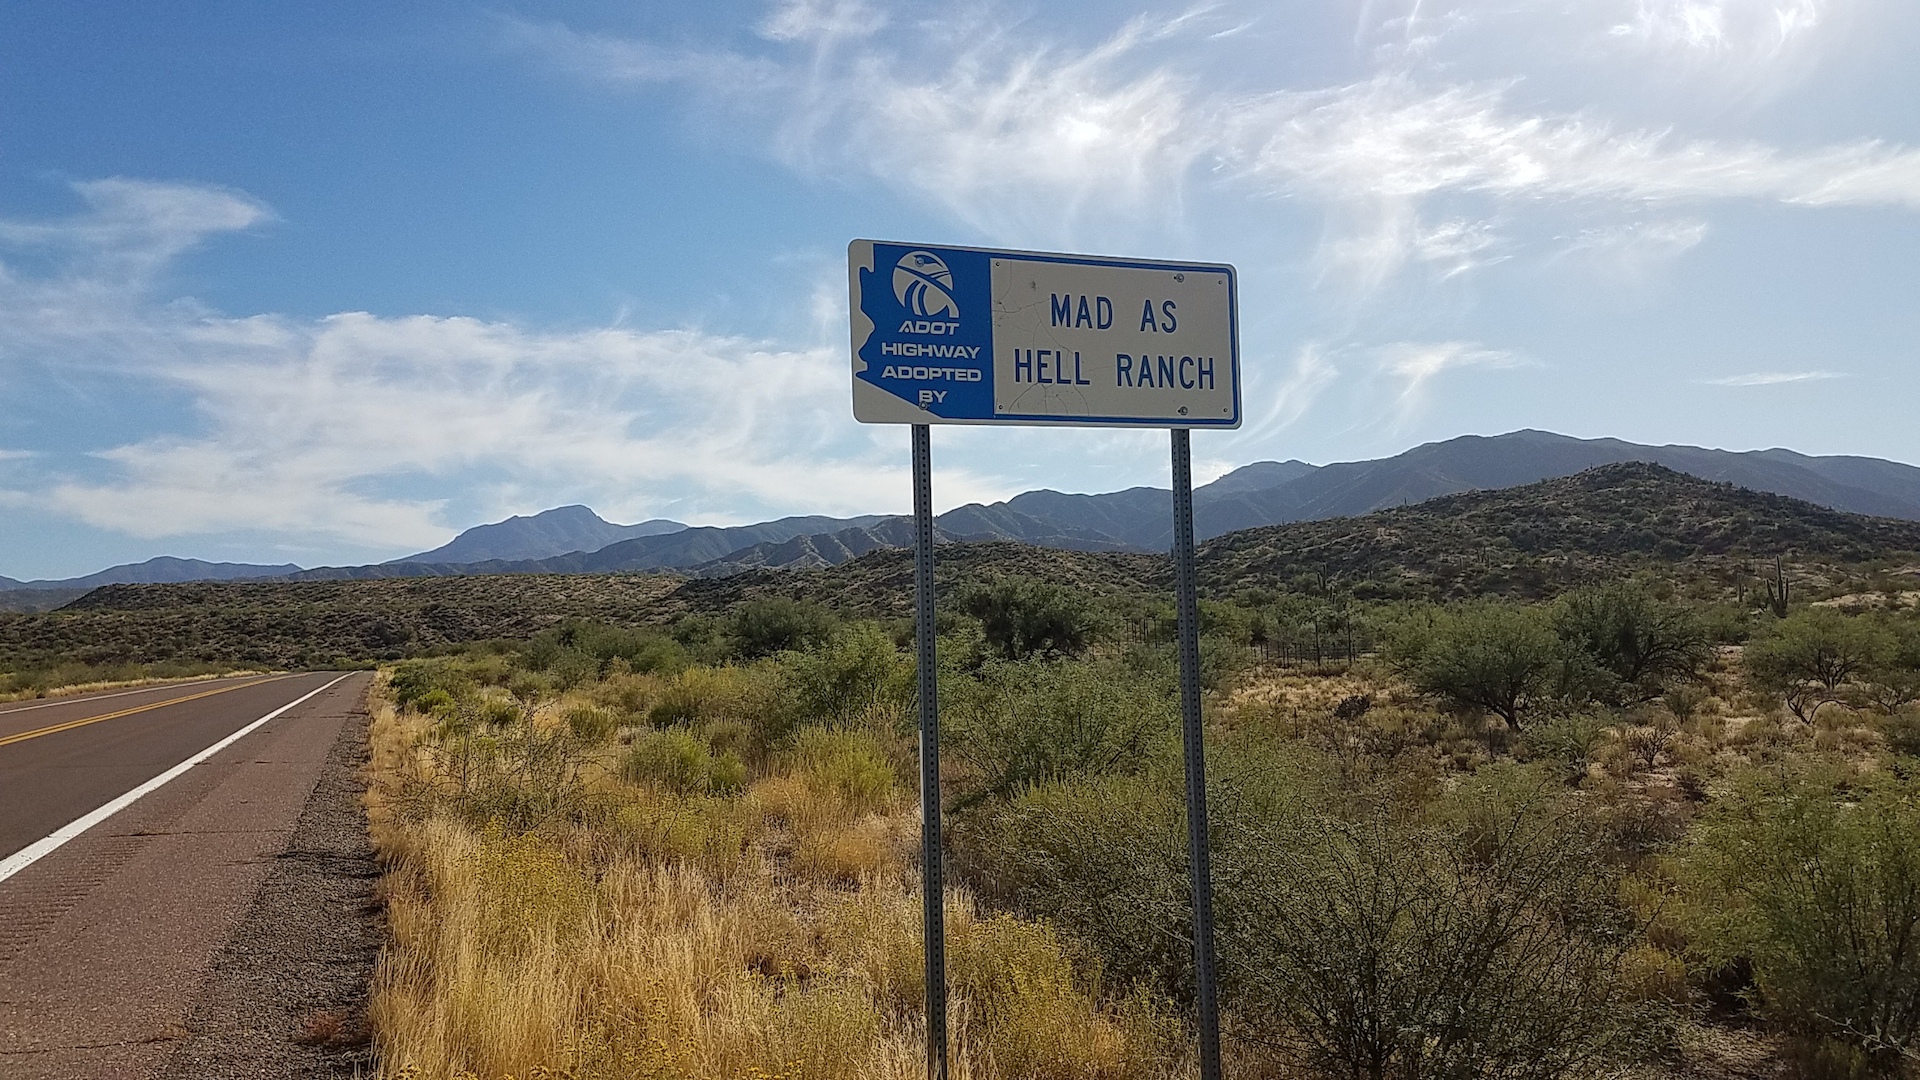 ADOT
HIGHWAY
ADOPTED
BY
MAD AS
HELL RANCH